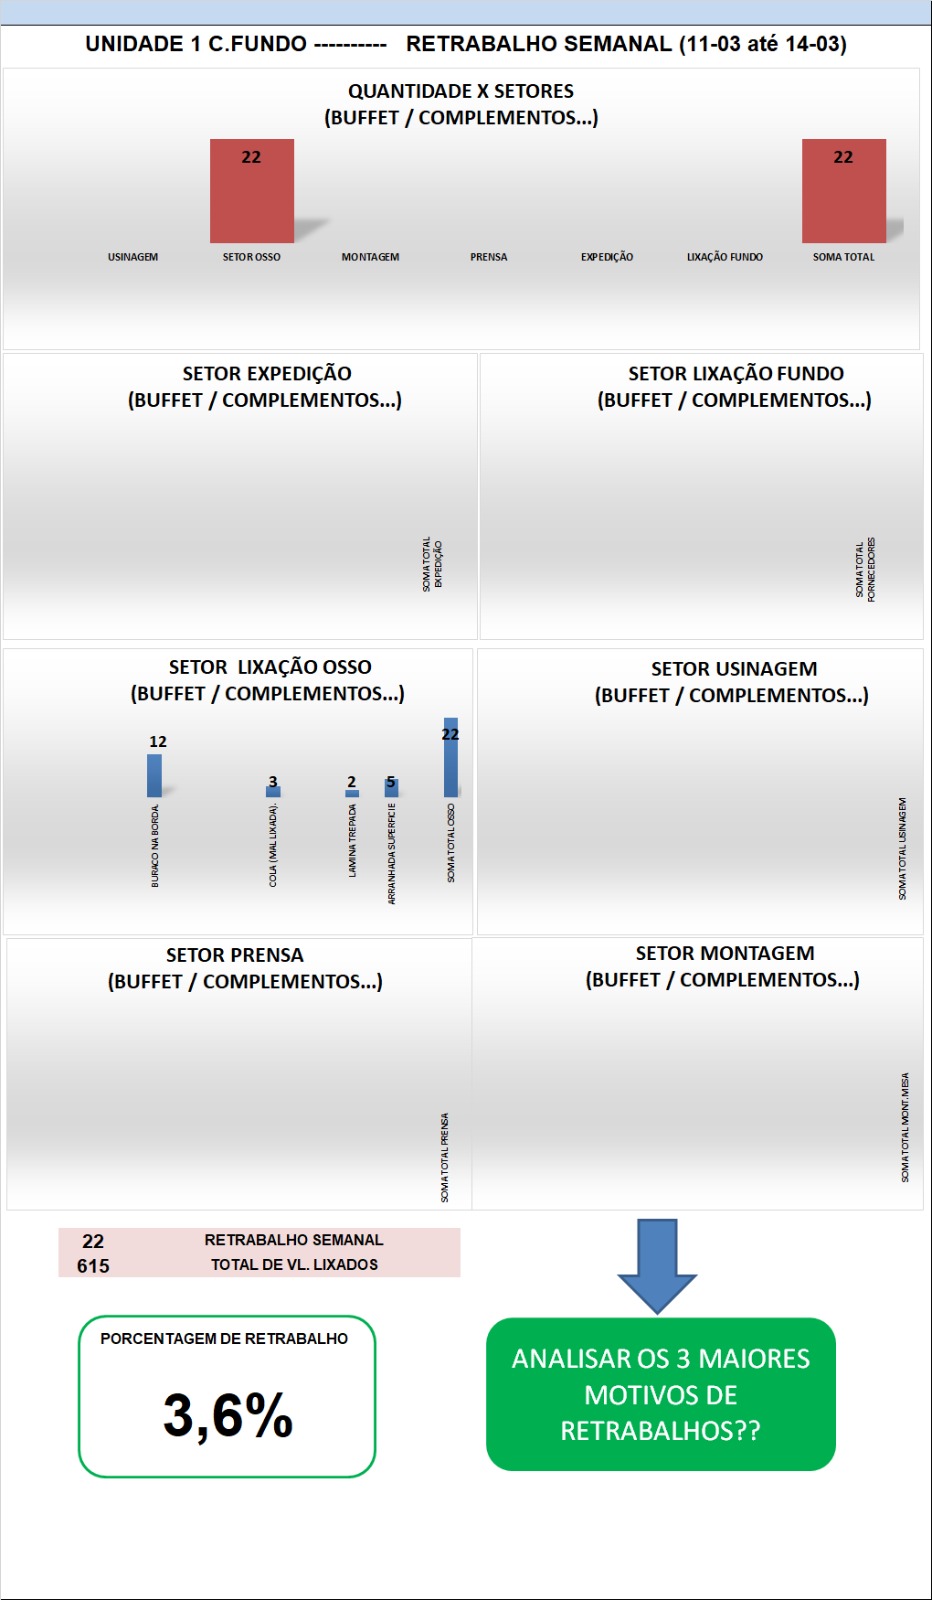 UNIDADE 1 C.FUNDO ---------- RETRABALHO SEMANAL (11-03 até 14-03)
QUANTIDADE X SETORES
(BUFFET / COMPLEMENTOS...)
22
22
USINAGEM
SETOR OSSO
MONTAGEM
PRENSA
EXPEDIÇÃO
LIXAÇÃO FUNDO
SOMA TOTAL
SETOR EXPEDIÇÃO
(BUFFET / COMPLEMENTOS...)
SOMA TOTAL
EXPEDIÇÃO
SETOR LIXAÇÃO FUNDO
(BUFFET / COMPLEMENTOS...)
SOMA TOTAL
FORNECEDORES
SETOR LIXAÇÃO OSSO
(BUFFET / COMPLEMENTOS...)
12
3
2
5
22
BURACO NA BORDA.
COLA (MAL LIXADA).
LAMINA TREPADA
ARRANHADA SUPERFICIE
SOMA TOTAL OSSO
SETOR USINAGEM
(BUFFET / COMPLEMENTOS...)
SOMA TOTAL USINAGEM
SETOR PRENSA
(BUFFET / COMPLEMENTOS...)
SOMA TOTAL PRENSA
SETOR MONTAGEM
(BUFFET / COMPLEMENTOS...)
SOMA TOTAL MONT.MESA
22 RETRABALHO SEMANAL
615 TOTAL DE VL. LIXADOS
PORCENTAGEM DE RETRABALHO
3,6%
ANALISAR OS 3 MAIORES
MOTIVOS DE
RETRABALHOS??